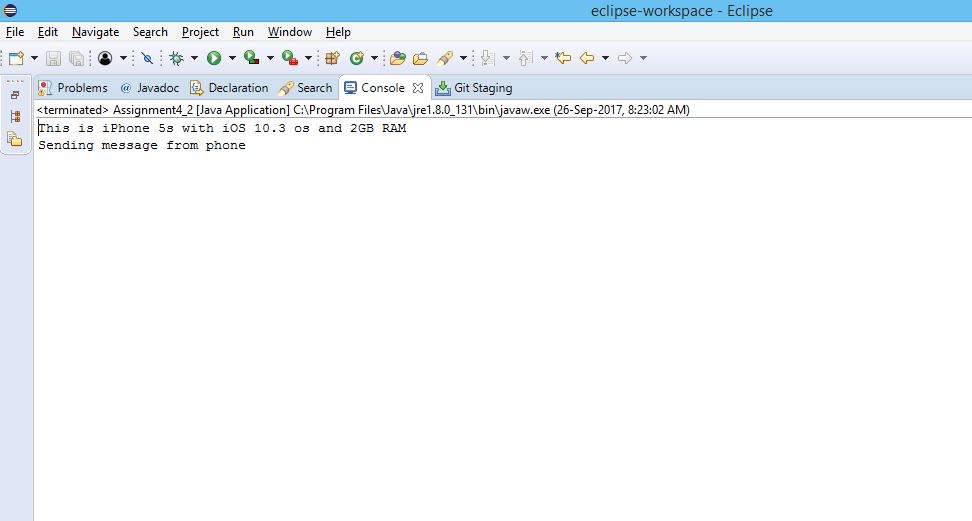 eclipse-workspace - Eclipse
File Edit Navigate Search Project Run Window Help
Problems @ Javadoc Declaration Search Console Git Staging
<terminated> Assignment4_2 [Java Application] C:\Program Files\Java\jre1.8.0_131\bin\javaw.exe (26-Sep-2017, 8:23:02 AM)
This is iPhone 5s with iOS 10.3 os and 2GB RAM
Sending message from phone